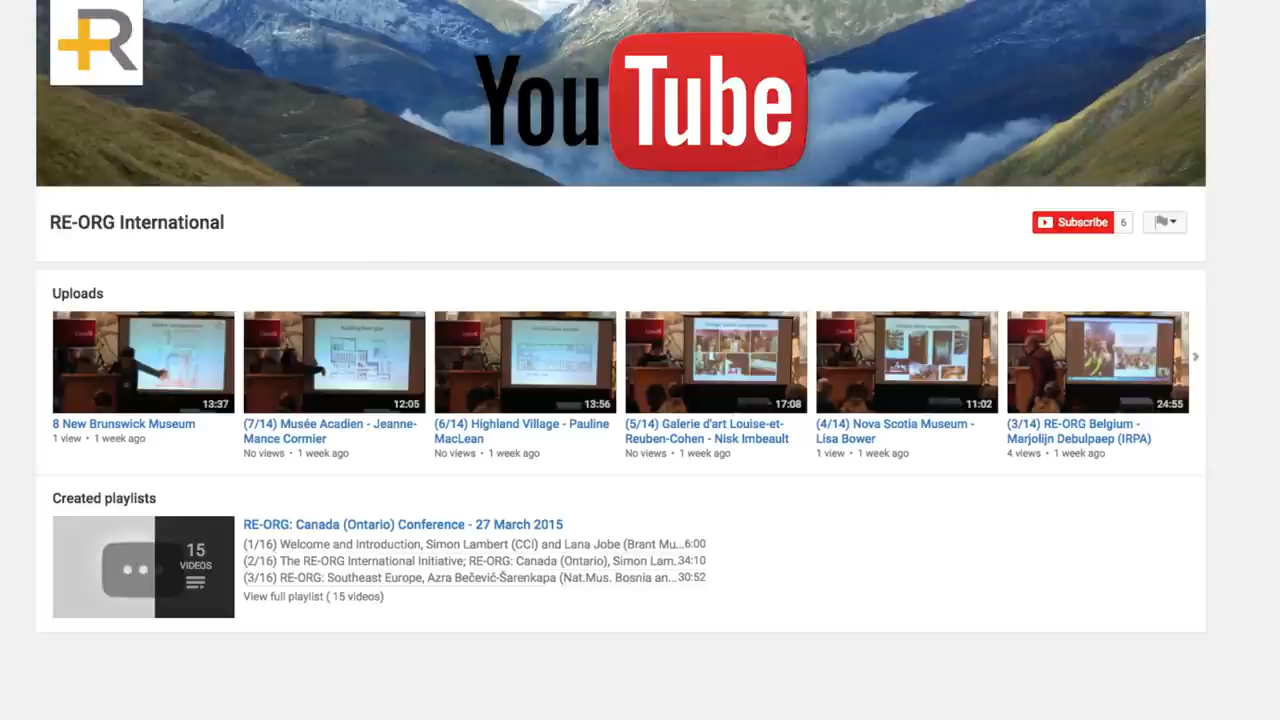 +R
YouTube
RE-ORG International
Subscribe 6
Uploads
13:37
12:05
13:56
17:08
11:02
24:55
8 New Brunswick Museum
1 view • 1 week ago
(7/14) Musée Acadien - Jeanne-
Mance Cormier
No views • 1 week ago
(6/14) Highland Village - Pauline
MacLean
No views • 1 week ago
(5/14) Galerie d'art Louise-et-
Reuben-Cohen - Nisk Imbeault
No views • 1 week ago
(4/14) Nova Scotia Museum -
Lisa Bower
1 view • 1 week ago
(3/14) RE-ORG Belgium -
Marjolijn Debulpaep (IRPA)
4 views • 1 week ago
Created playlists
15
VIDEOS
RE-ORG: Canada (Ontario) Conference - 27 March 2015
(1/16) Welcome and Introduction, Simon Lambert (CCI) and Lana Jobe (Brant Mu...6:00
(2/16) The RE-ORG International Initiative; RE-ORG: Canada (Ontario), Simon Lam..34:10
(3/16) RE-ORG: Southeast Europe, Azra Bečević-Šarenkapa (Nat.Mus. Bosnia an...30:52
View full playlist ( 15 videos)